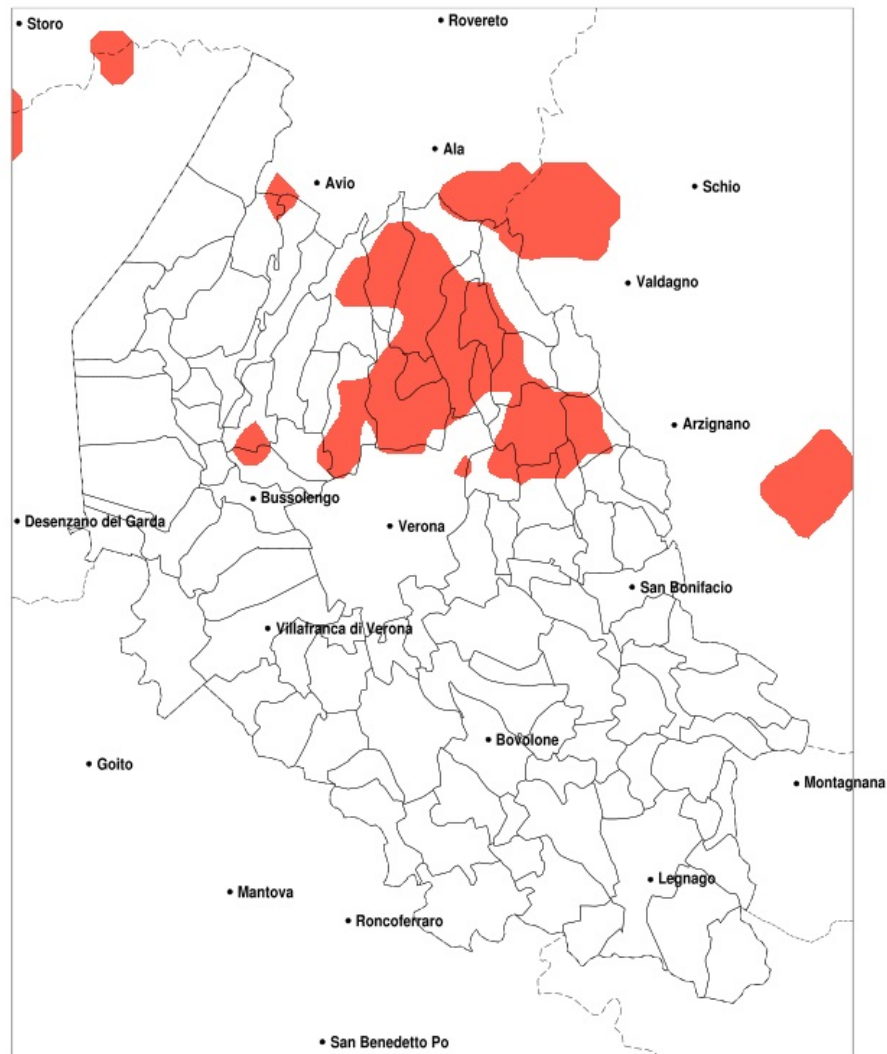 Storo
Rovereto
Ala
Avio
Schio
Valdagno
Arzignano
Bussolengo
Desenzano del Garda
Verona
San Bonifacio
Villafranca di Verona
Bovolone
Goito
Montagnana
Legnago
Mantova
Roncoferraro
San Benedetto Po